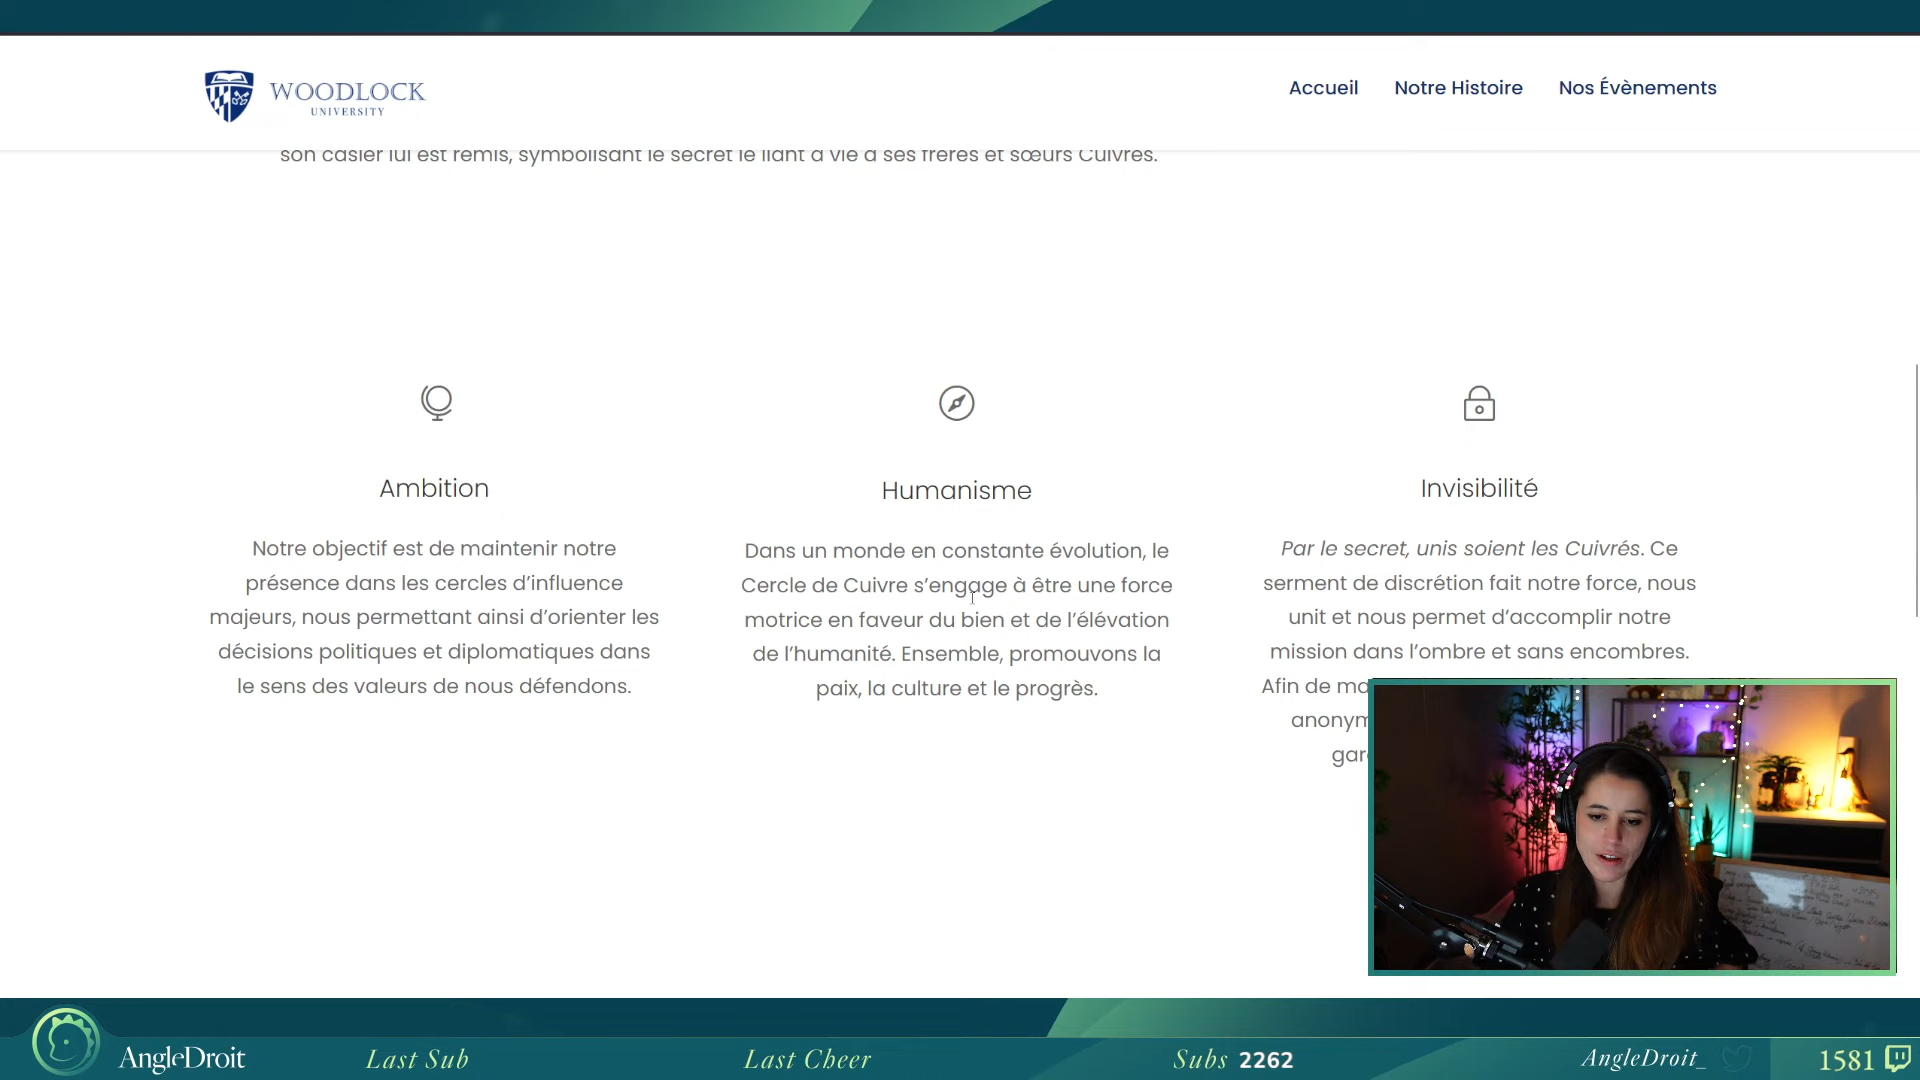 WOODLOCK
UNIVERSITY
Accueil
Notre Histoire
Nos Évènements
son casier lui est remis, symbolisant le secret le liant à vie à ses frères et sœurs Cuivrés.
Ambition
Notre objectif est de maintenir notre
présence dans les cercles d’influence
majeurs, nous permettant ainsi d’orienter les
décisions politiques et diplomatiques dans
le sens des valeurs de nous défendons.
Humanisme
Dans un monde en constante évolution, le
Cercle de Cuivre s’engage à être une force
motrice en faveur du bien et de l’élévation
de l’humanité. Ensemble, promouvons la
paix, la culture et le progrès.
Invisibilité
Par le secret, unis soient les Cuivrés. Ce
serment de discrétion fait notre force, nous
unit et nous permet d’accomplir notre
mission dans l’ombre et sans encombres.
Afin de
AngleDroit
Last Sub
Last Cheer
Subs 2262
AngleDroit_
1581